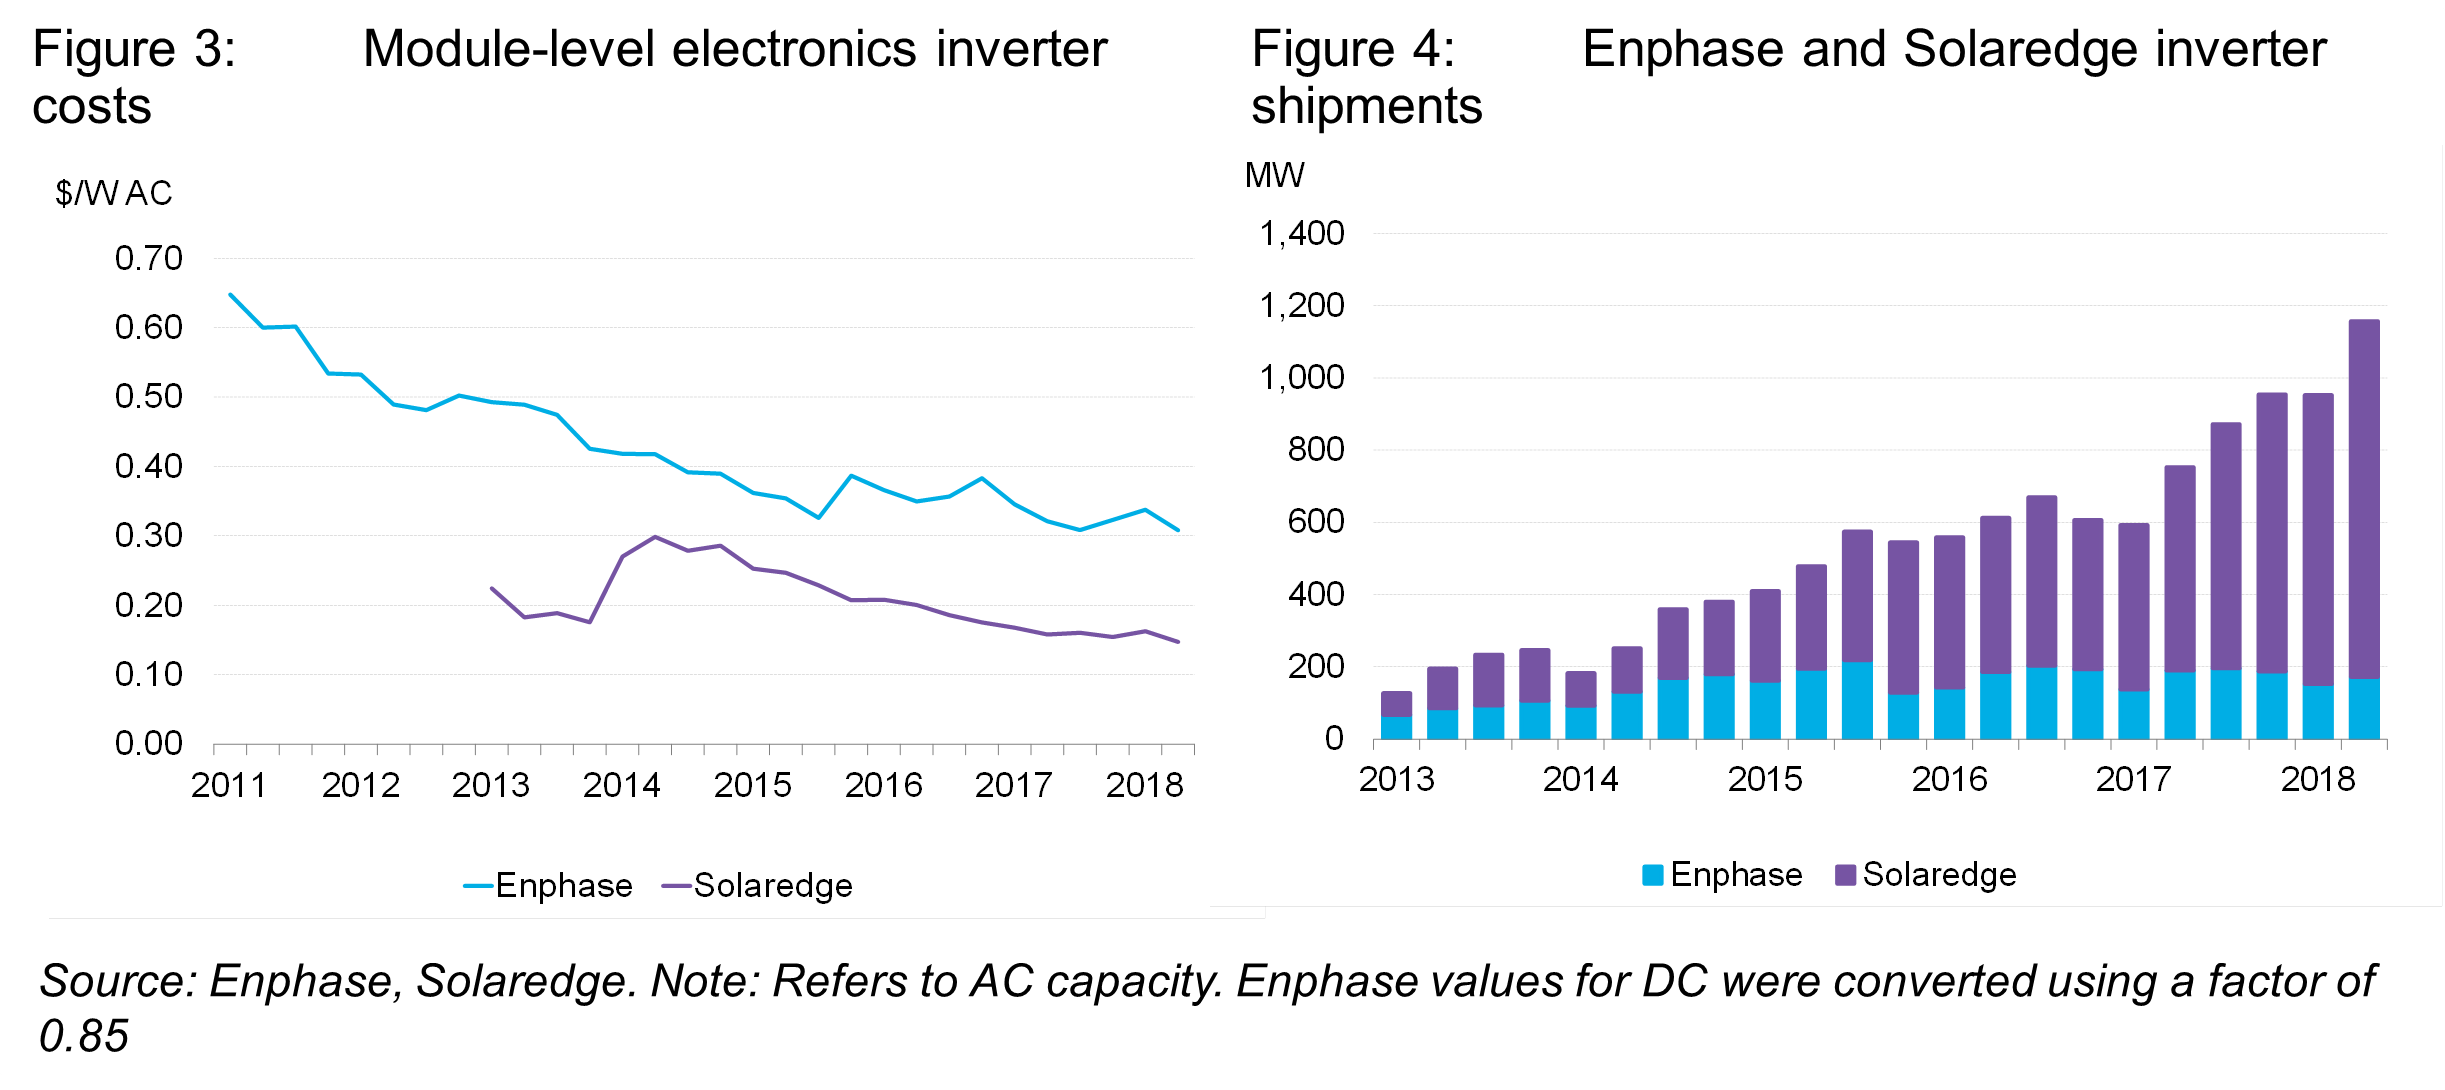 Figure 3: Module-level electronics inverter
costs
$/W AC
0.70
0.60
0.50
0.40
0.30
0.20
0.10
0.00
2011 2012 2013 2014 2015 2016 2017 2018
Enphase Solaredge
Figure 4: Enphase and Solaredge inverter
shipments
MW
1,400
1,200
1,000
800
600
400
200
0
2013 2014 2015 2016 2017 2018
Enphase Solaredge
Source: Enphase, Solaredge. Note: Refers to AC capacity. Enphase values for DC were converted using a factor of
0.85